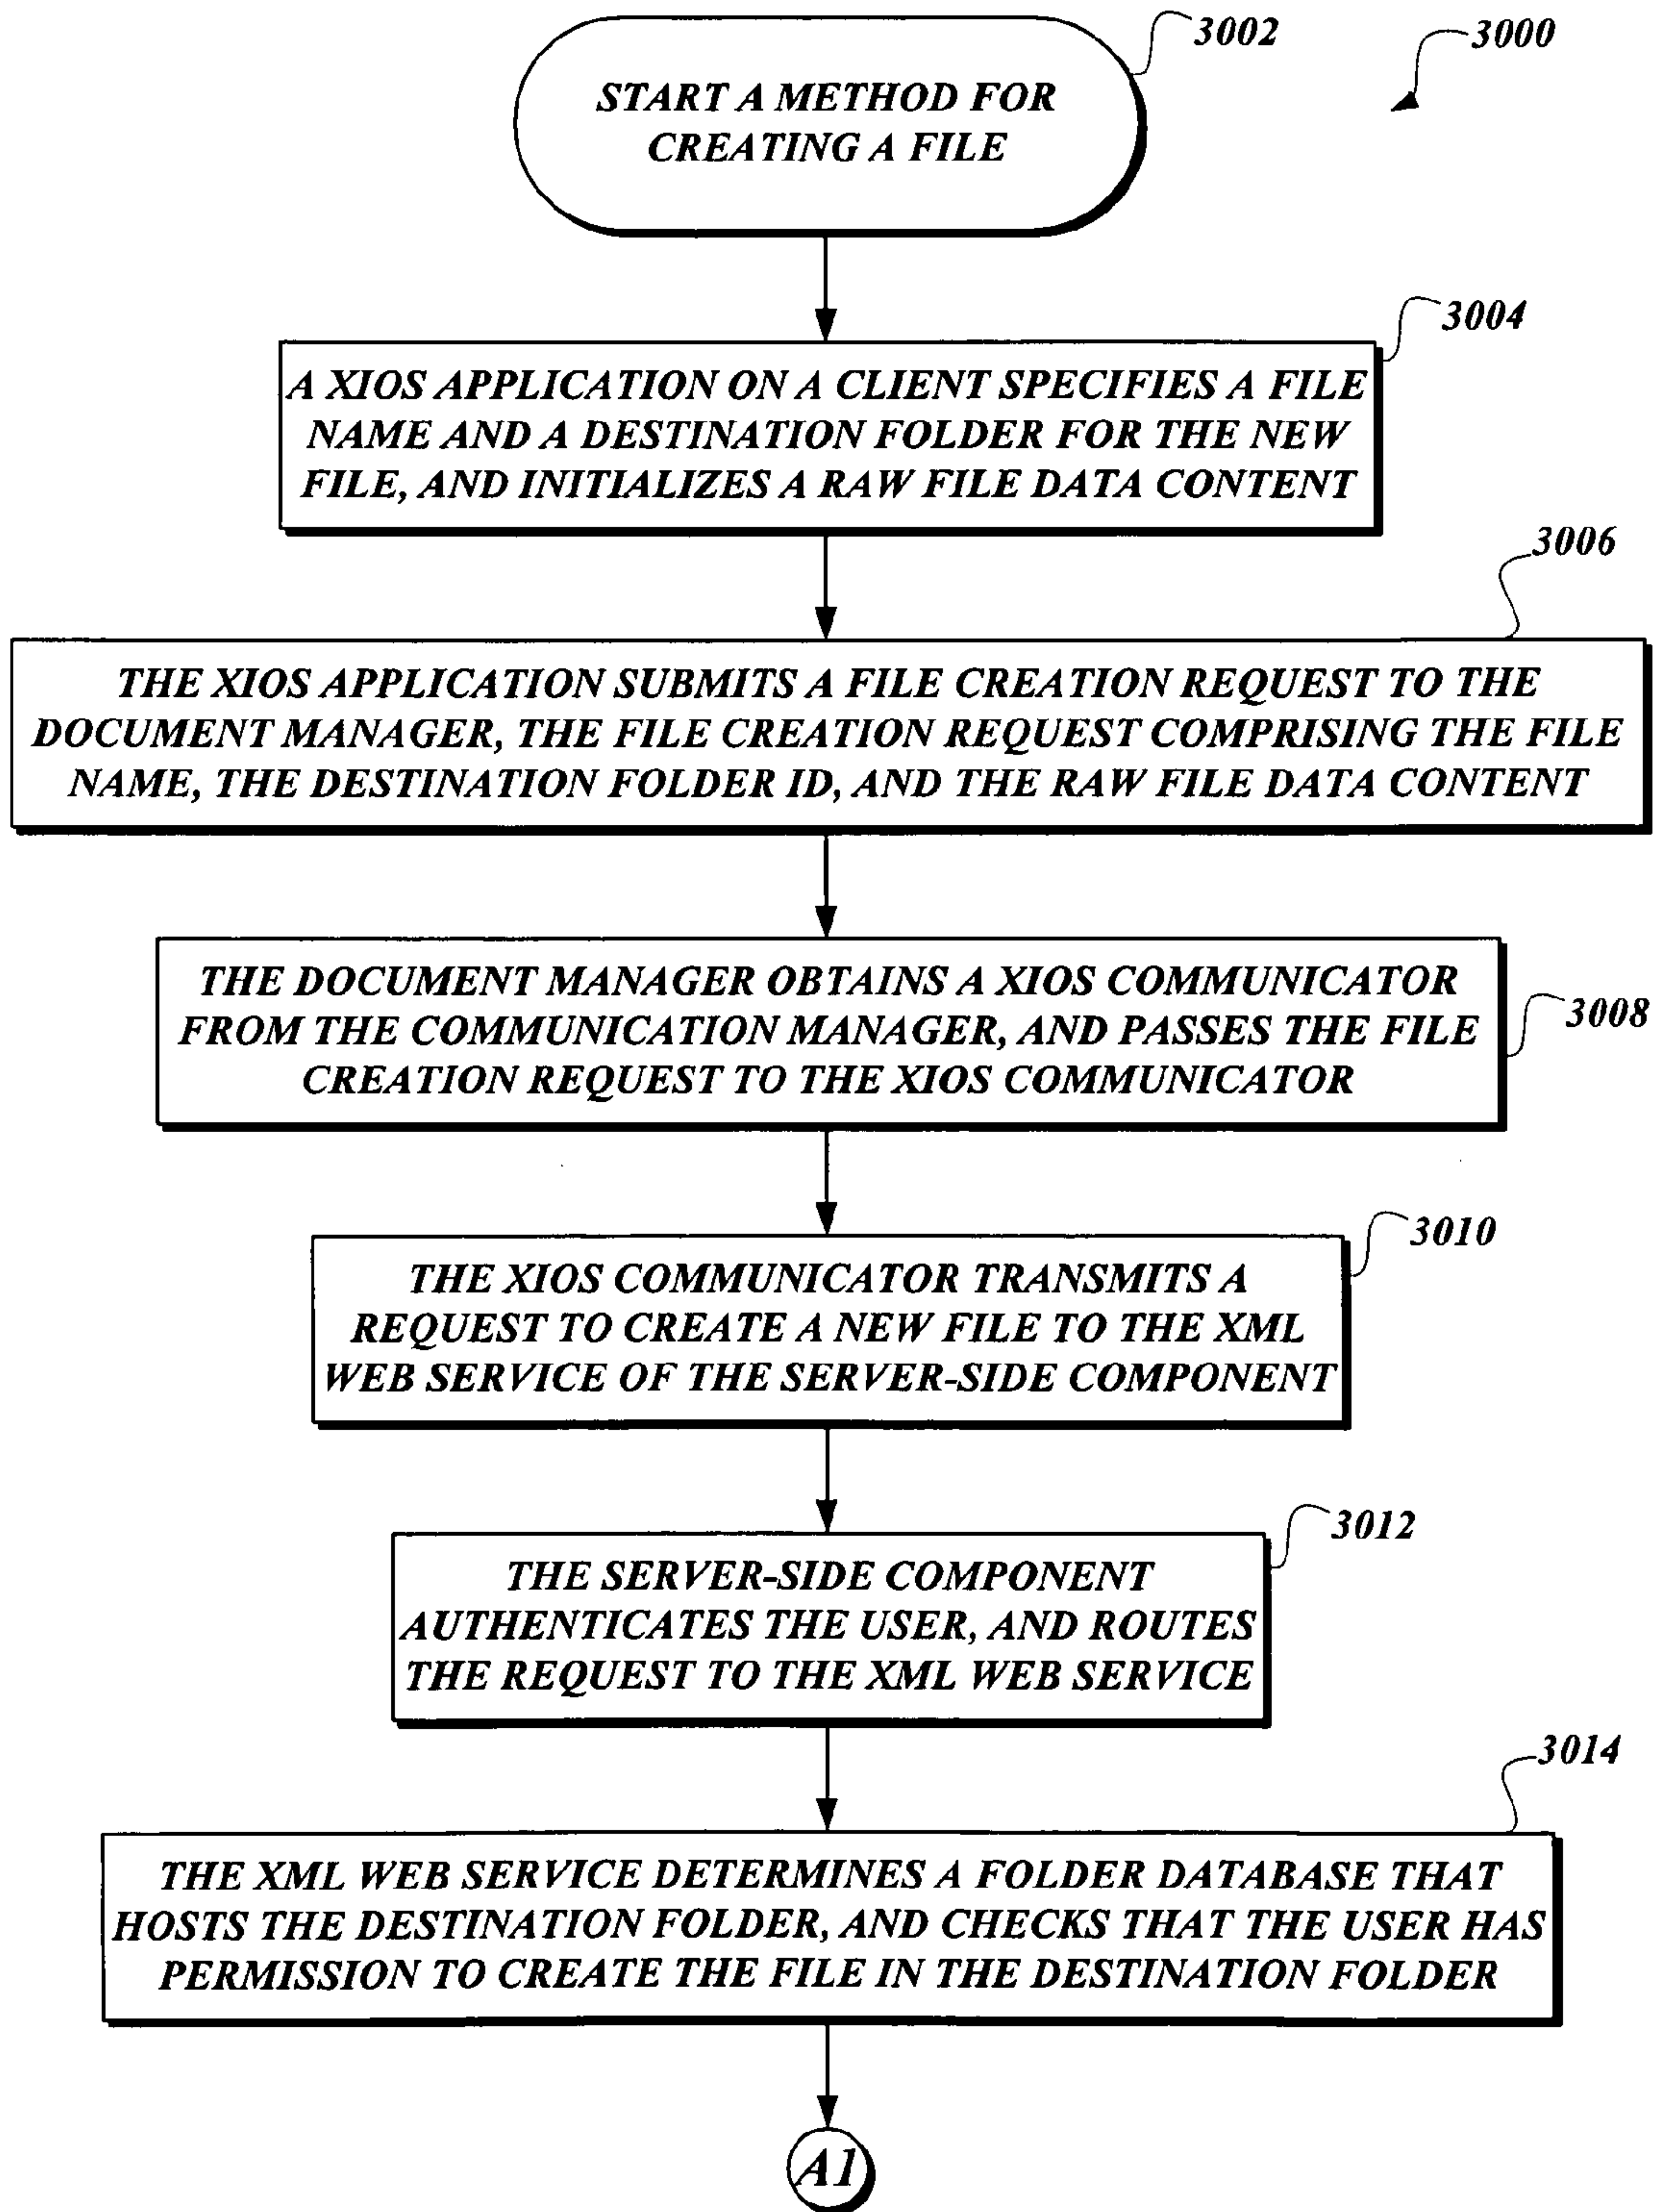 3002
3000
START A METHOD FOR
CREATING A FILE
3004
A XIOS APPLICATION ON A CLIENT SPECIFIES A FILE
NAME AND A DESTINATION FOLDER FOR THE NEW
FILE, AND INITIALIZES A RAW FILE DATA CONTENT
3006
THE XIOS APPLICATION SUBMITS A FILE CREATION REQUEST TO THE
DOCUMENT MANAGER, THE FILE CREATION REQUEST COMPRISING THE FILE
NAME, THE DESTINATION FOLDER ID, AND THE RAW FILE DATA CONTENT
3008
THE DOCUMENT MANAGER OBTAINS A XIOS COMMUNICATOR
FROM THE COMMUNICATION MANAGER, AND PASSES THE FILE
CREATION REQUEST TO THE XIOS COMMUNICATOR
3010
THE XIOS COMMUNICATOR TRANSMITS A
REQUEST TO CREATE A NEW FILE TO THE XML
WEB SERVICE OF THE SERVER-SIDE COMPONENT
3012
THE SERVER-SIDE COMPONENT
AUTHENTICATES THE USER, AND ROUTES
THE REQUEST TO THE XML WEB SERVICE
3014
THE XML WEB SERVICE DETERMINES A FOLDER DATABASE THAT
HOSTS THE DESTINATION FOLDER, AND CHECKS THAT THE USER HAS
PERMISSION TO CREATE THE FILE IN THE DESTINATION FOLDER
A1